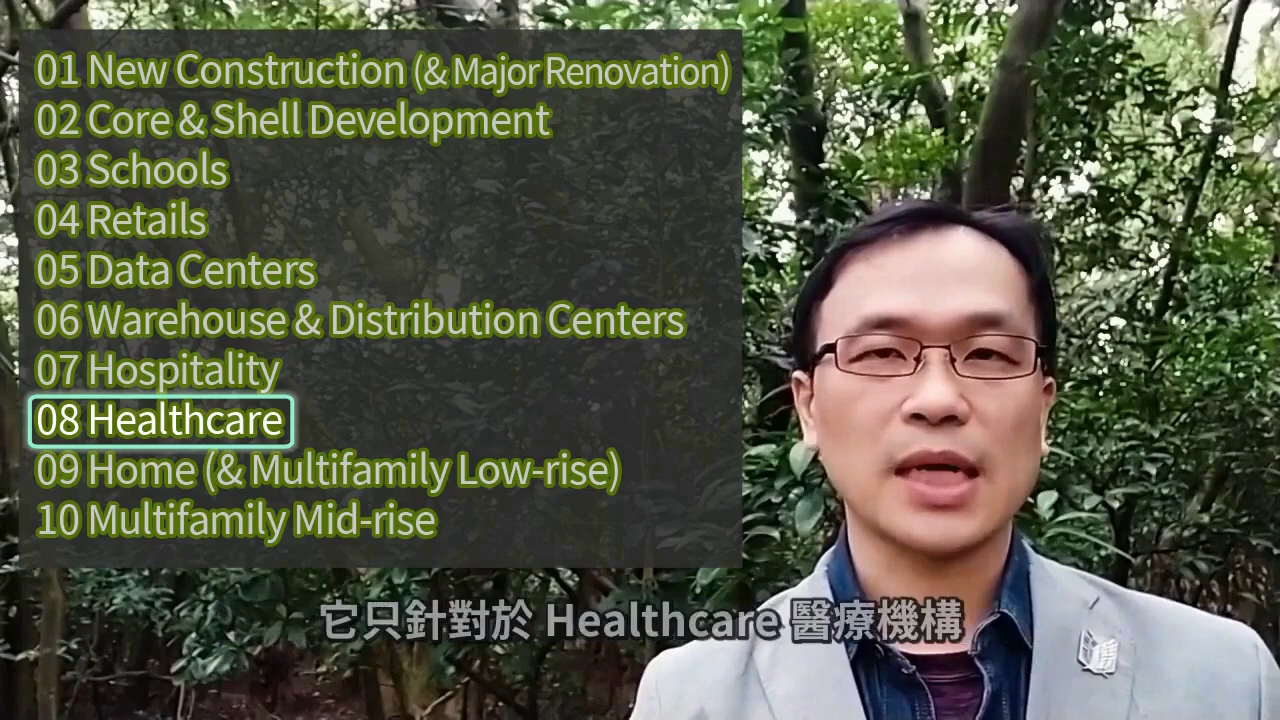 01 New Construction (& Major Renovation)
02 Core & Shell Development
03 Schools
04 Retails
05 Data Centers
06 Warehouse & Distribution Centers
07 Hospitality
08 Healthcare
09 Home (& Multifamily Low-rise)
10 Multifamily Mid-rise
它只針對於 Healthcare 醫療機構